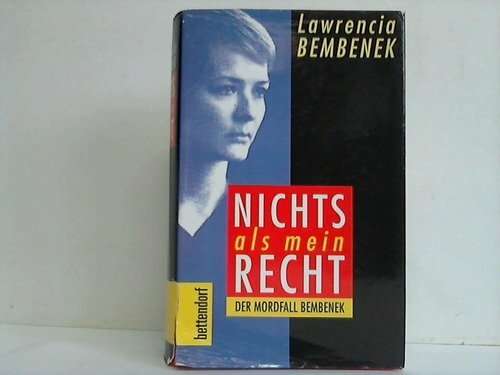 Lawrencia
BEMBENEK
NICHTS
als mein
RECHT
DER MORDFALL BEMBENEK
bettendorf